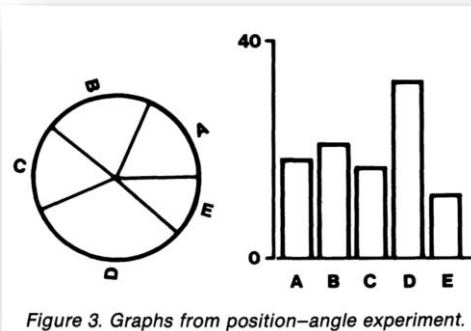 B
A
C
E
D
40
0
A B C D E
Figure 3. Graphs from position–angle experiment.